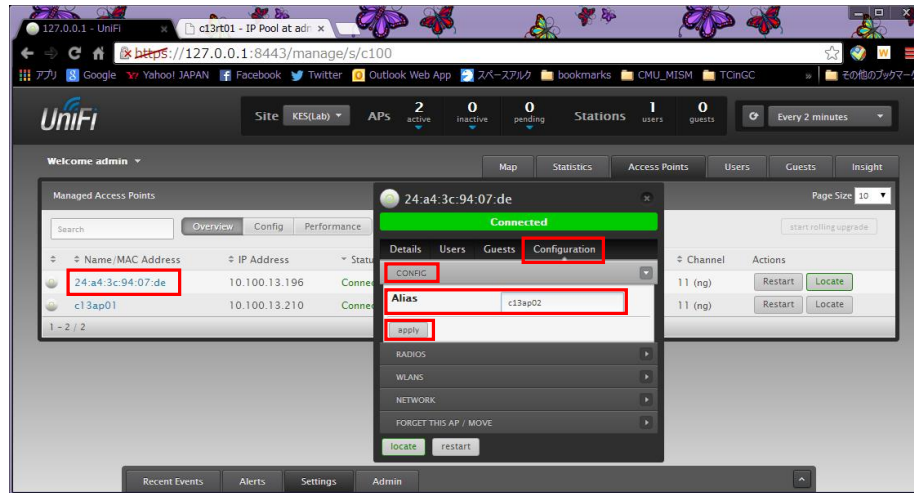 127.0.0.1 - UniFi
c13rt01 - IP Pool at adr
https://127.0.0.1:8443/manage/s/c100
アプリ Google Yahoo! JAPAN Facebook Twitter Outlook Web App スペースアルク bookmarks CMU_MISM TCinGC » その他のブックマーク
UniFi Site KES(Lab) APs 2 active 0 inactive 0 pending Stations 1 users 0 guests Every 2 minutes
Welcome admin
Map Statistics Access Points Users Guests Insight
Managed Access Points
Page Size 10
Search Overview Config Performance
start rolling upgrade
Name/MAC Address IP Address Statu Channel Actions
24:a4:3c:94:07:de 10.100.13.196 Connec 11 (ng) Restart Locate
c13ap01 10.100.13.210 Connec 11 (ng) Restart Locate
1 - 2 / 2
24:a4:3c:94:07:de
Connected
Details Users Guests Configuration
CONFIG
Alias c13ap02
apply
RADIOS
WLANS
NETWORK
FORGET THIS AP / MOVE
locate restart
Recent Events Alerts Settings Admin